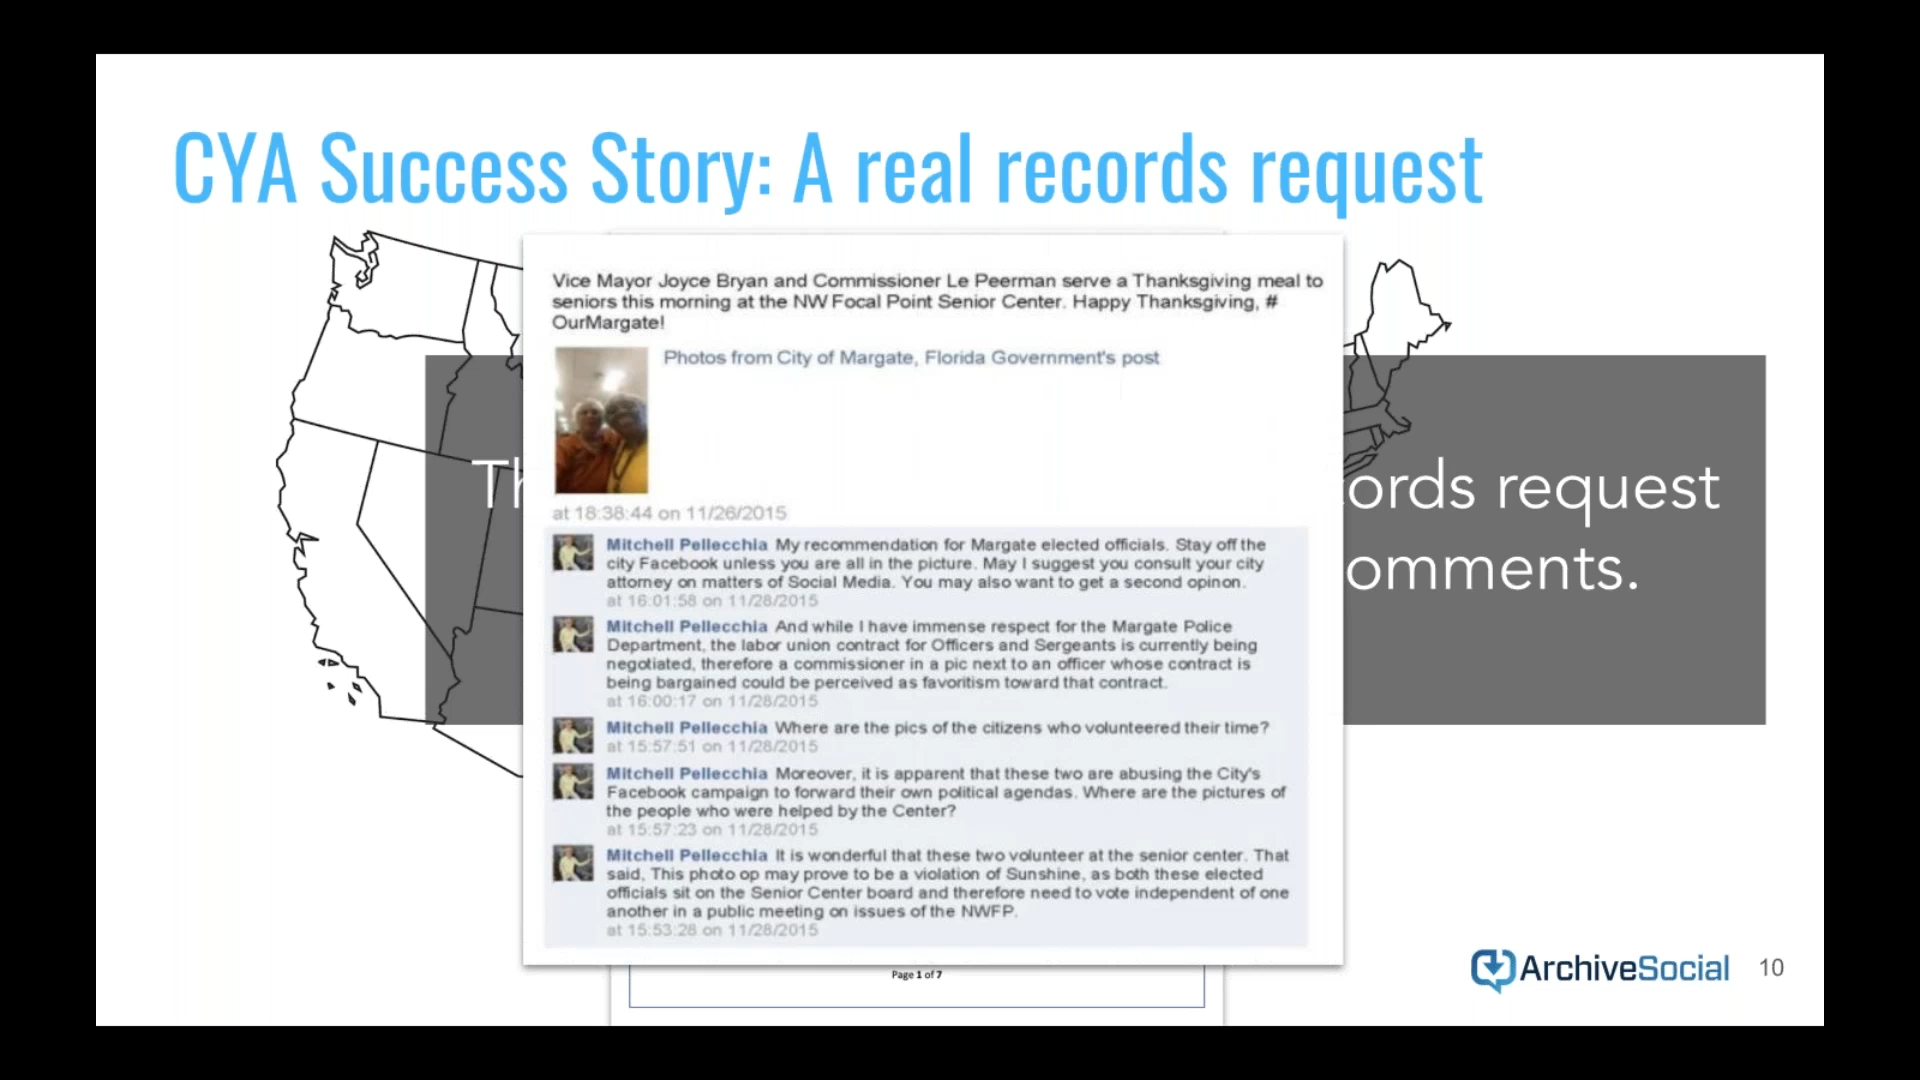 CYA Success Story: A real records request
Vice Mayor Joyce Bryan and Commissioner Le Peerman serve a Thanksgiving meal to
seniors this morning at the NW Focal Point Senior Center. Happy Thanksgiving, #
OurMargate!
Photos from City of Margate, Florida Government's post
at 18:38:44 on 11/26/2015
Mitchell Pellecchia My recommendation for Margate elected officials. Stay off the
city Facebook unless you are all in the picture. May I suggest you consult your city
attorney on matters of Social Media. You may also want to get a second opinon.
at 16:01:58 on 11/28/2015
Mitchell Pellecchia And while I have immense respect for the Margate Police
Department, the labor union contract for Officers and Sergeants is currently being
negotiated, therefore a commissioner in a pic next to an officer whose contract is
being bargained could be perceived as favoritism toward that contract.
at 16:00:17 on 11/28/2015
Mitchell Pellecchia Where are the pics of the citizens who volunteered their time?
at 15:57:51 on 11/28/2015
Mitchell Pellecchia Moreover, it is apparent that these two are abusing the City's
Facebook campaign to forward their own political agendas. Where are the pictures of
the people who were helped by the Center?
at 15:57:23 on 11/28/2015
Mitchell Pellecchia It is wonderful that these two volunteer at the senior center. That
said, This photo op may prove to be a violation of Sunshine, as both these elected
officials sit on the Senior Center board and therefore need to vote independent of one
another in a public meeting on issues of the NWFP.
at 15:53:28 on 11/28/2015
Th
ords request
omments.
Page 1 of 7
ArchiveSocial 10